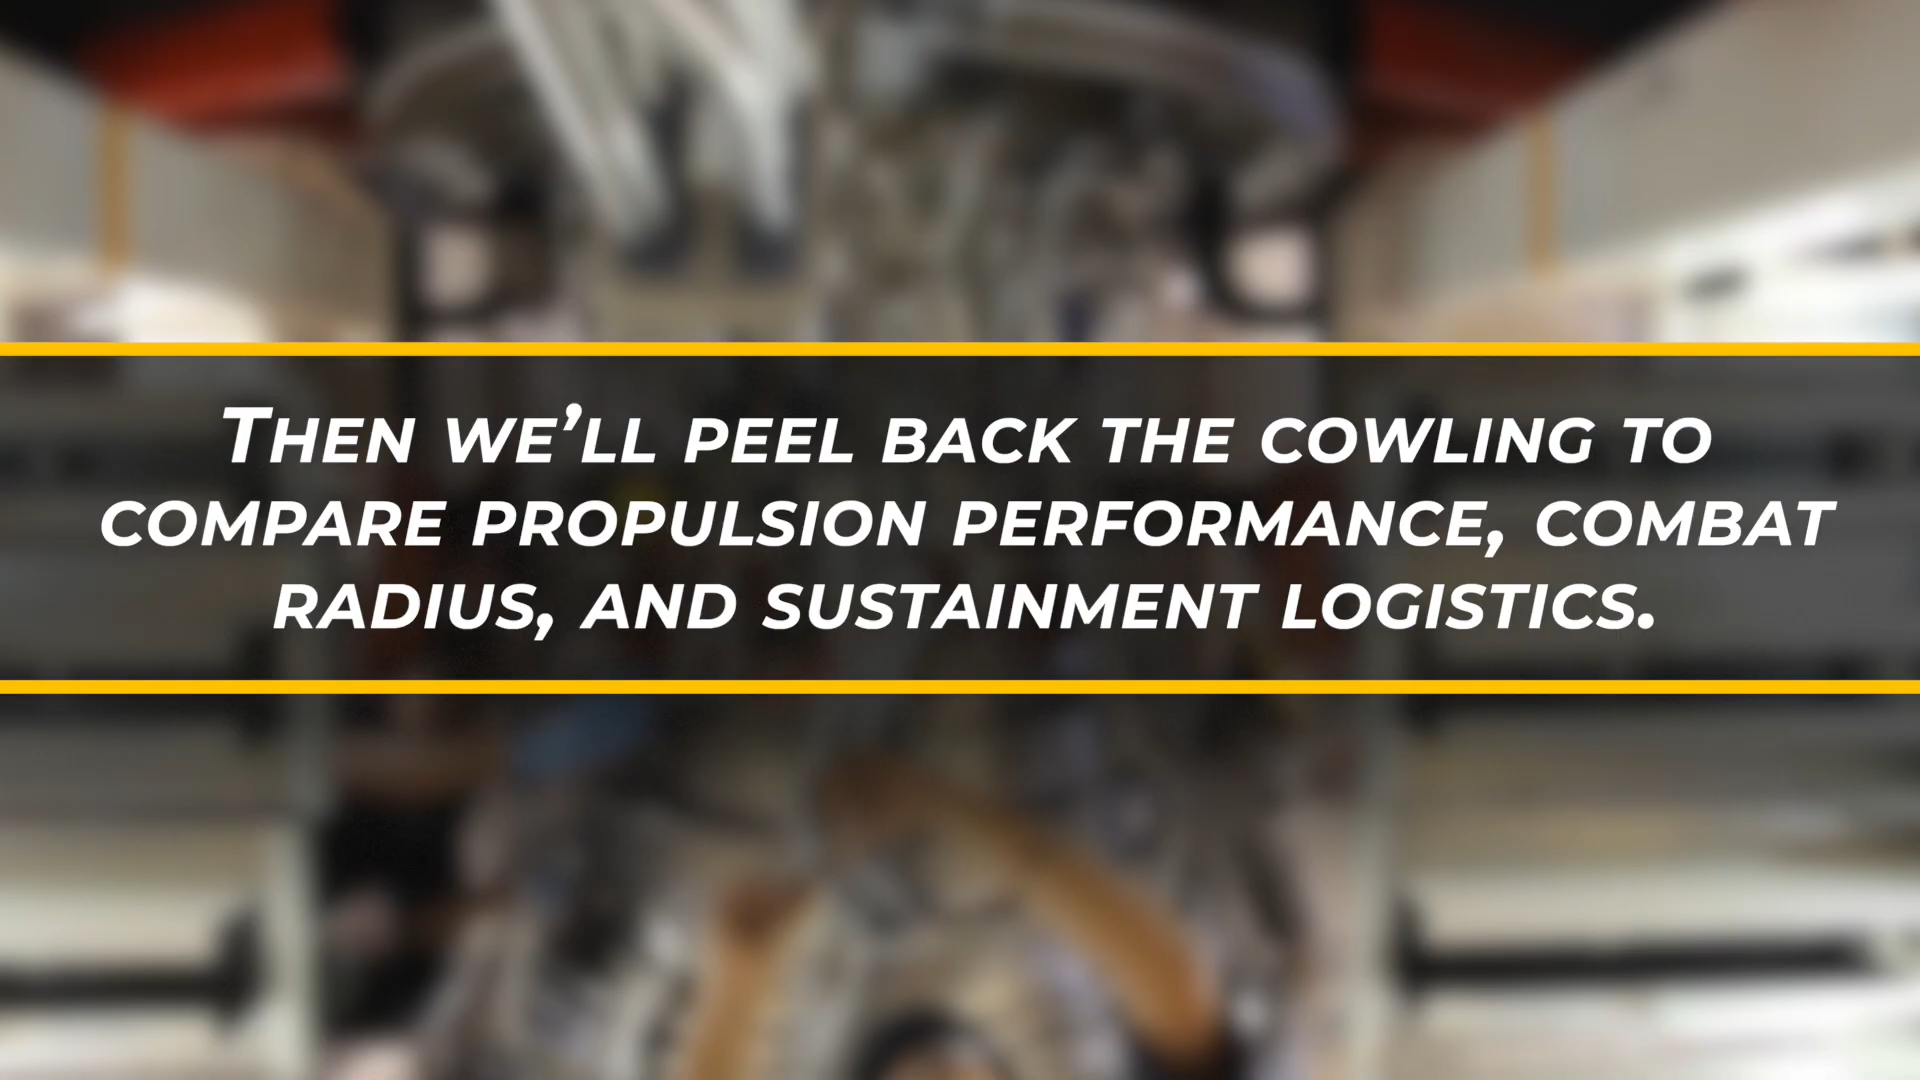 Then we’ll peel back the cowling to
compare propulsion performance, combat
radius, and sustainment logistics.